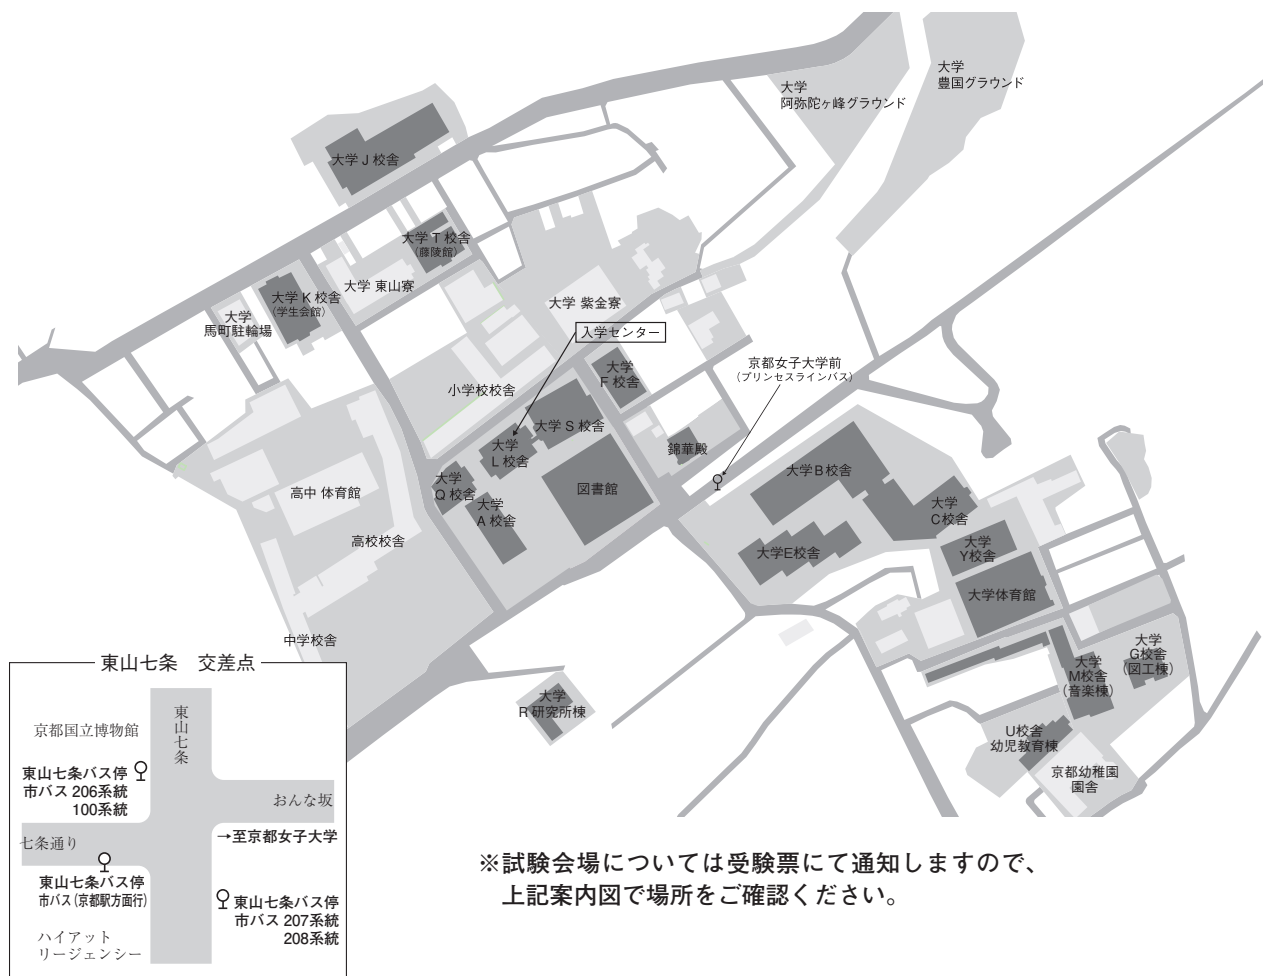 大学
阿弥陀ヶ峰グラウンド
大学
豊国グラウンド
大学 J 校舎
大学 T 校舎
(藤陵館)
大学 東山寮
大学 K 校舎
(学生会館)
大学
馬町駐輪場
大学 紫金寮
入学センター
小学校校舎
大学
F 校舎
京都女子大学前
(プリンセスラインバス)
大学 S 校舎
大学
L 校舎
錦華殿
大学
Q 校舎
大学
A 校舎
図書館
高中 体育館
高校校舎
中学校舎
大学B校舎
大学
C校舎
大学E校舎
大学
Y校舎
大学体育館
大学
G校舎
(図工棟)
大学
M校舎
(音楽棟)
大学
R 研究所棟
U校舎
幼児教育棟
京都幼稚園
園舎
東山七条 交差点
京都国立博物館
東山七条
東山七条バス停
市バス 206系統
100系統
おんな坂
→至京都女子大学
七条通り
東山七条バス停
市バス(京都駅方面行)
東山七条バス停
市バス 207系統
208系統
ハイアット
リージェンシー
※試験会場については受験票にて通知しますので、
上記案内図で場所をご確認ください。